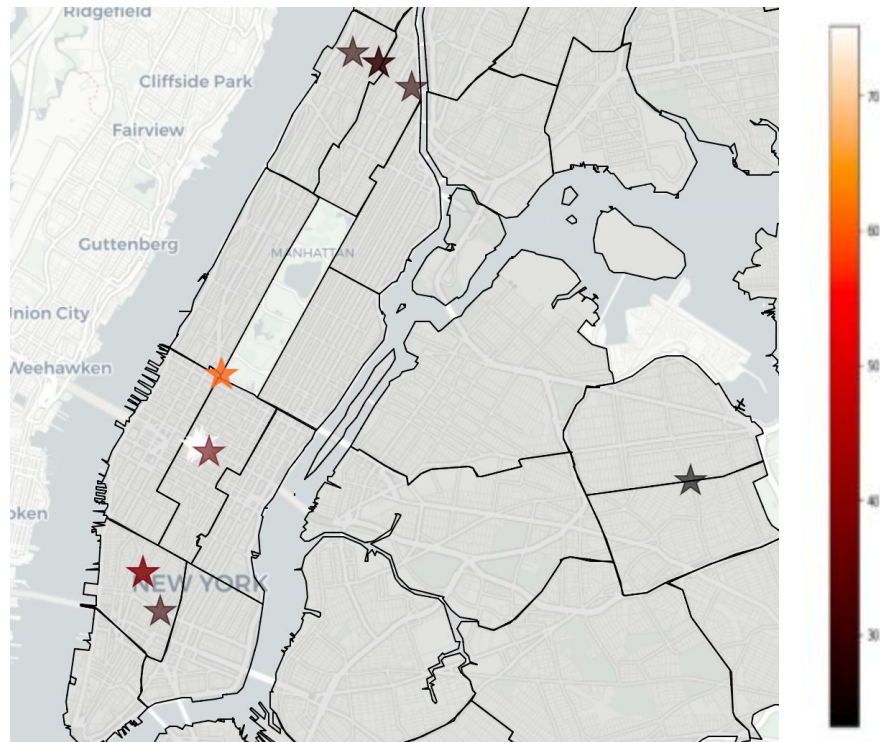 Ridgefield
Cliffside Park
Fairview
MANHATTAN
Guttenberg
Union City
Weehawken
oken
NEW YORK
70
60
50
40
30